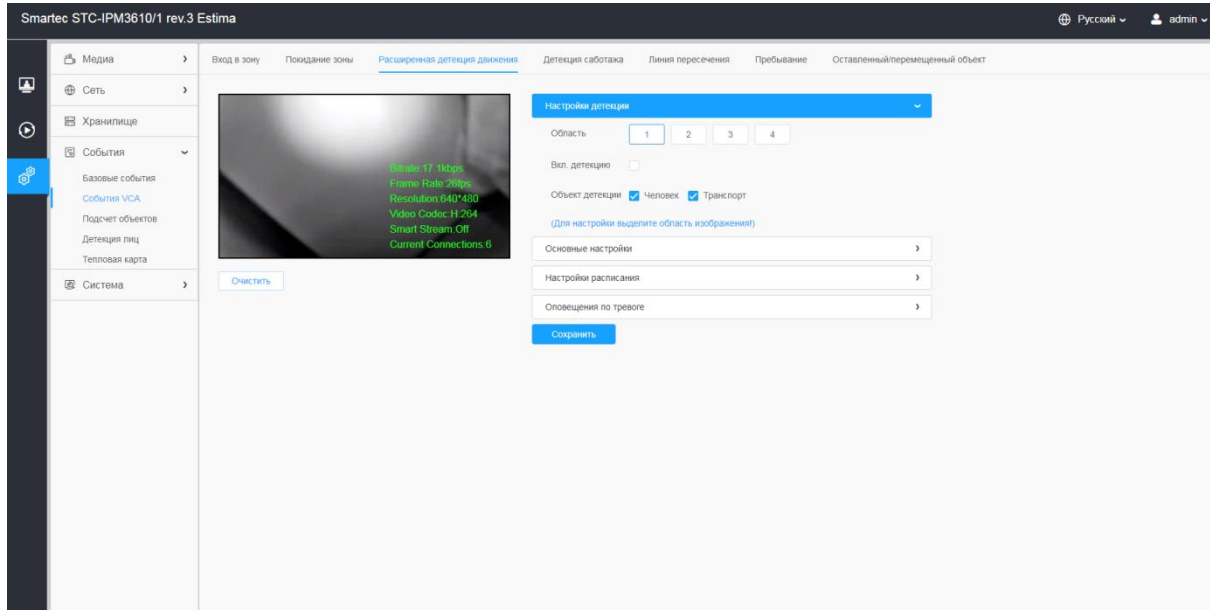 Smartec STC-IPM3610/1 rev.3 Estima
Русский
admin
Медиа
Сеть
Хранилище
События
Базовые события
События VCA
Подсчет объектов
Детекция лиц
Тепловая карта
Система
Вход в зону
Покидание зоны
Расширенная детекция движения
Детекция саботажа
Линия пересечения
Пребывание
Оставленный/перемещенный объект
Bitrate:17.1kbps
Frame Rate:26fps
Resolution:640*480
Video Codec:H.264
Smart Stream:Off
Current Connections:6
Очистить
Настройки детекции
Область 1 2 3 4
Вкл. детекцию
Объект детекции Человек Транспорт
(Для настройки выделите область изображения!)
Основные настройки
Настройки расписания
Оповещения по тревоге
Сохранить